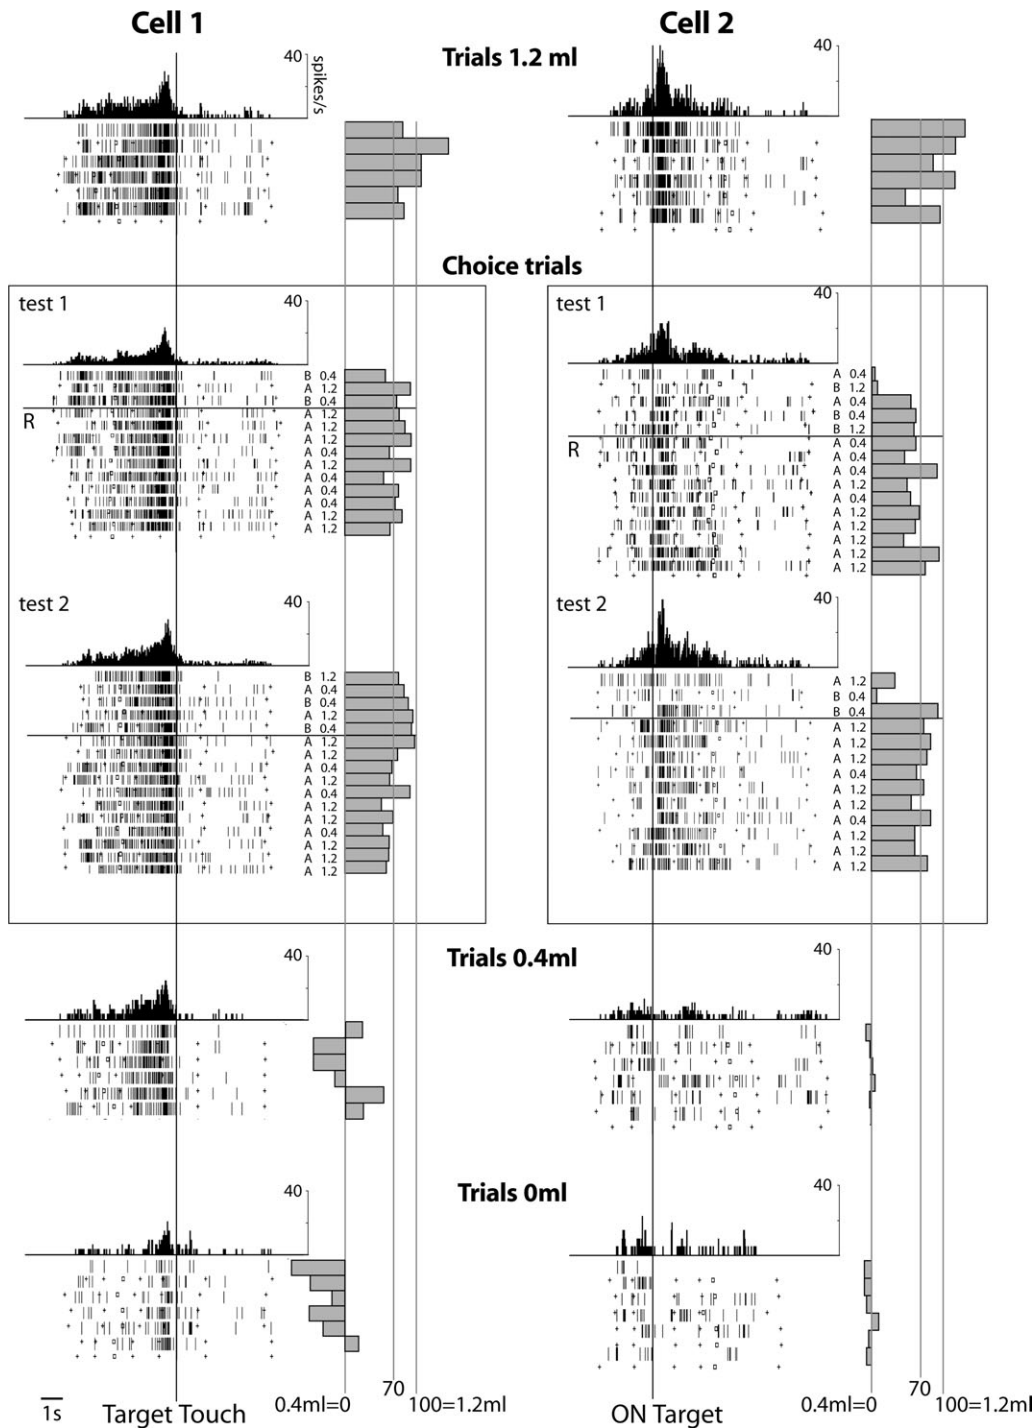 Cell 1
Cell 2
Trials 1.2 ml
40
spikes/s
40
Choice trials
test 1
40
B 0.4
A 1.2
B 0.4
R
A 1.2
A 1.2
A 1.2
A 0.4
A 1.2
A 0.4
A 0.4
A 0.4
A 1.2
A 1.2
test 1
40
A 0.4
B 1.2
A 0.4
B 0.4
B 1.2
R
A 0.4
A 0.4
A 0.4
A 1.2
A 0.4
A 1.2
A 1.2
A 1.2
A 1.2
A 1.2
test 2
40
B 1.2
A 0.4
B 0.4
A 1.2
B 0.4
A 1.2
A 1.2
A 0.4
A 1.2
A 0.4
A 1.2
A 1.2
A 0.4
A 1.2
A 1.2
A 1.2
test 2
40
A 1.2
B 0.4
B 0.4
A 1.2
A 1.2
A 1.2
A 0.4
A 1.2
A 1.2
A 0.4
A 1.2
A 1.2
A 1.2
Trials 0.4ml
40
40
Trials 0ml
40
40
1s
Target Touch
0.4ml=0
70
100=1.2ml
ON Target
0.4ml=0
70
100=1.2ml